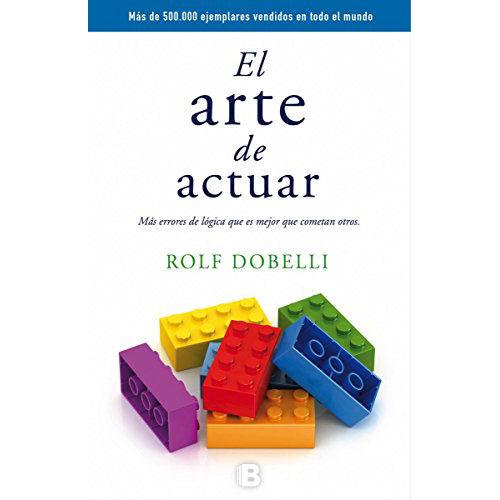 Más de 500.000 ejemplares vendidos en todo el mundo
El
arte
de
actuar
Más errores de lógica que es mejor que cometan otros.
ROLF DOBELLI
B